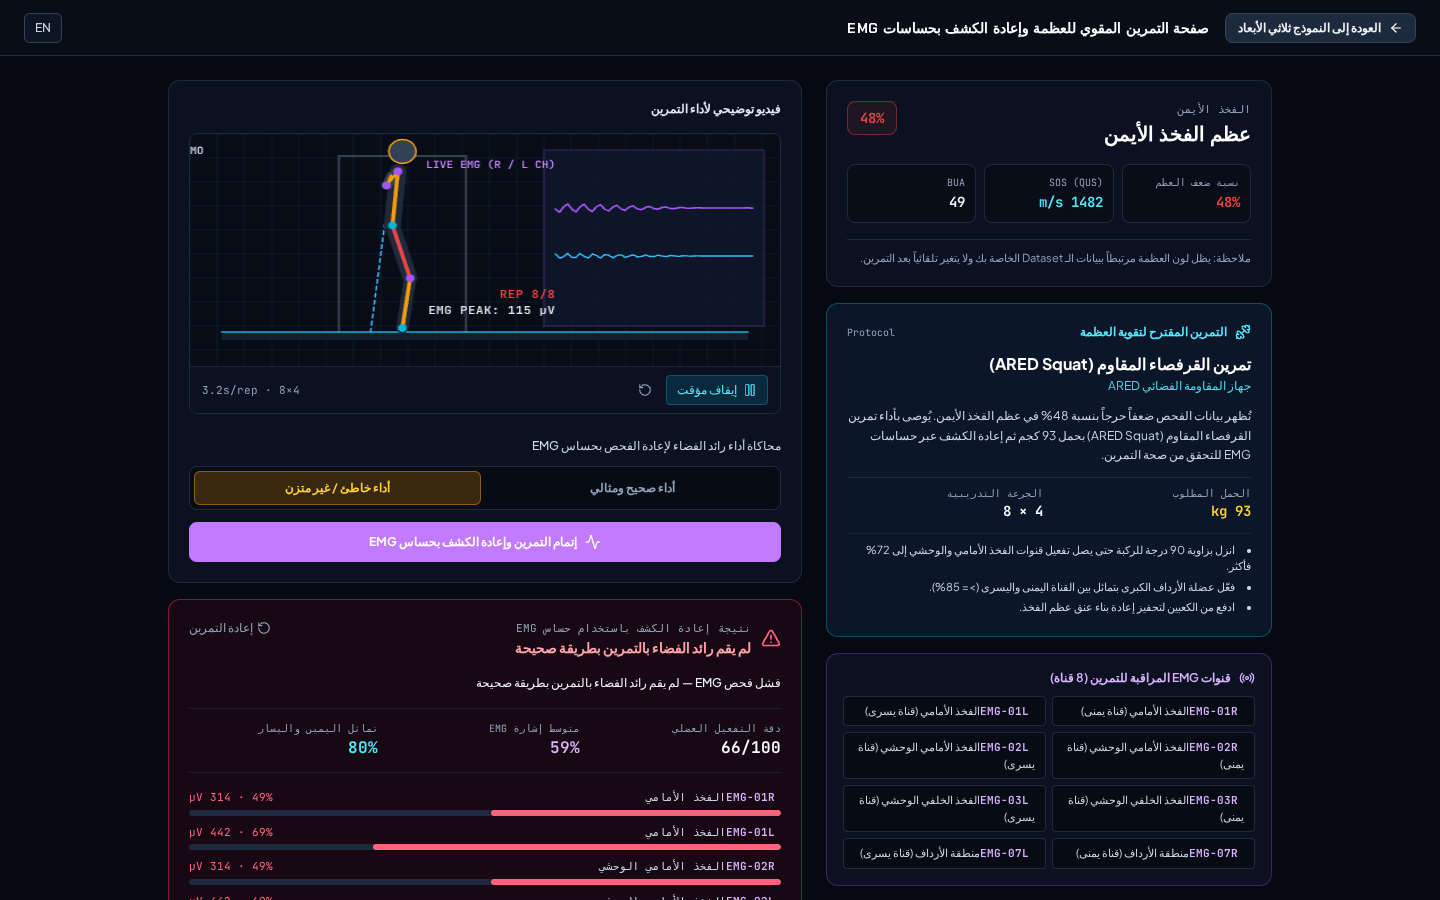 العودة إلى النموذج ثلاثي الأبعاد
صفحة التمرين المقوي للعظمة وإعادة الكشف بحساسات EMG
EN
الفخذ الأيمن
عظم الفخذ الأيمن
48%
نسبة ضعف العظم
48%
SOS (QUS)
1482 m/s
BUA
49
ملاحظة: يظل لون العظمة مرتبطاً ببيانات الـ Dataset الخاصة بك ولا يتغير تلقائياً بعد التمرين.
التمرين المقترح لتقوية العظمة
Protocol
تمرين القرفصاء المقاوم (ARED Squat)
جهاز المقاومة الفضائي ARED
تُظهر بيانات الفحص ضعفاً حرجاً بنسبة 48% في عظم الفخذ الأيمن. يُوصى بأداء تمرين
القرفصاء المقاوم (ARED Squat) بحمل 93 كجم ثم إعادة الكشف عبر حساسات
EMG للتحقق من صحة التمرين.
الحمل المطلوب
93 kg
الجرعة التدريبية
4 × 8
• انزل بزاوية 90 درجة للركبة حتى يصل تفعيل قنوات الفخذ الأمامي والوحشي إلى 72%
فأكثر.
• فعّل عضلة الأرداف الكبرى بتماثل بين القناة اليمنى واليسرى (>= 85%).
• ادفع من الكعبين لتحفيز إعادة بناء عنق عظم الفخذ.
قنوات EMG المراقبة للتمرين (8 قناة)
EMG-01R الفخذ الأمامي (قناة يمنى)
EMG-01L الفخذ الأمامي (قناة يسرى)
EMG-02R الفخذ الأمامي الوحشي (قناة
يمنى)
EMG-02L الفخذ الأمامي الوحشي (قناة
يسرى)
EMG-03R الفخذ الخلفي الوحشي (قناة
يمنى)
EMG-03L الفخذ الخلفي الوحشي (قناة
يسرى)
EMG-07R منطقة الأرداف (قناة يمنى)
EMG-07L منطقة الأرداف (قناة يسرى)
فيديو توضيحي لأداء التمرين
MO
LIVE EMG (R / L CH)
REP 8/8
EMG PEAK: 115 µV
إيقاف مؤقت
3.2s/rep · 8×4
محاكاة أداء رائد الفضاء لإعادة الفحص بحساس EMG
أداء صحيح ومثالي
أداء خاطئ / غير متزن
إتمام التمرين وإعادة الكشف بحساس EMG
نتيجة إعادة الكشف باستخدام حساس EMG
لم يقم رائد الفضاء بالتمرين بطريقة صحيحة
إعادة التمرين
فشل فحص EMG — لم يقم رائد الفضاء بالتمرين بطريقة صحيحة
دقة التفعيل العضلي
66/100
متوسط إشارة EMG
59%
تماثل اليمين واليسار
80%
EMG-01R الفخذ الأمامي
49% · 314 µV
EMG-01L الفخذ الأمامي
69% · 442 µV
EMG-02R الفخذ الأمامي الوحشي
49% · 314 µV